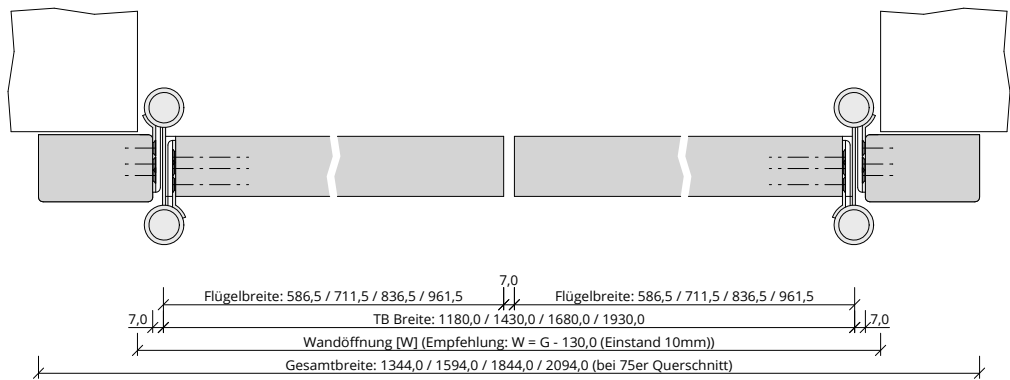 7,0
Flügelbreite: 586,5 / 711,5 / 836,5 / 961,5
Flügelbreite: 586,5 / 711,5 / 836,5 / 961,5
7,0
TB Breite: 1180,0 / 1430,0 / 1680,0 / 1930,0
7,0
Wandöffnung [W] (Empfehlung: W = G - 130,0 (Einstand 10mm))
Gesamtbreite: 1344,0 / 1594,0 / 1844,0 / 2094,0 (bei 75er Querschnitt)